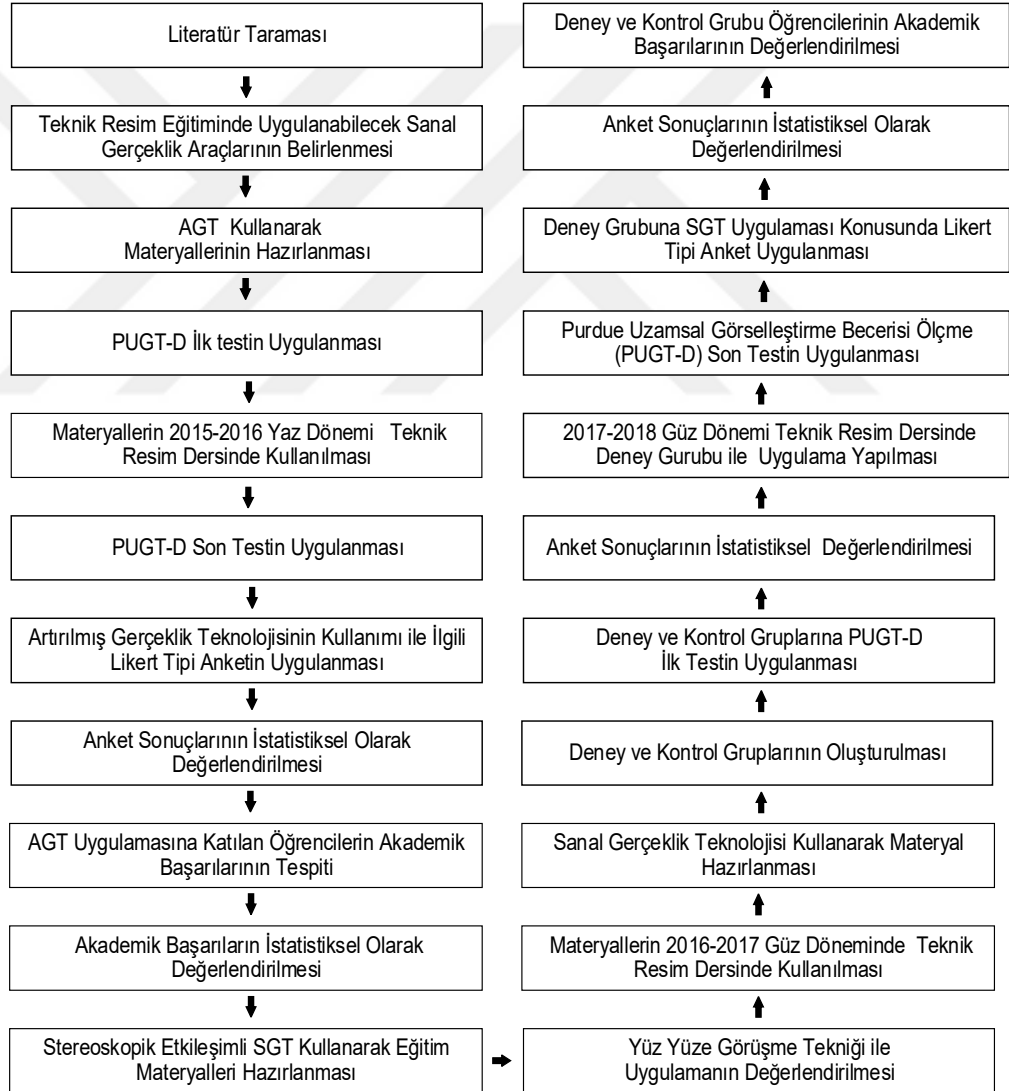 Literatür Taraması
Teknik Resim Eğitiminde Uygulanabilecek Sanal
Gerçeklik Araçlarının Belirlenmesi
AGT Kullanarak
Materyallerinin Hazırlanması
PUGT-D İlk testin Uygulanması
Materyallerin 2015-2016 Yaz Dönemi Teknik
Resim Dersinde Kullanılması
PUGT-D Son Testin Uygulanması
Artırılmış Gerçeklik Teknolojisinin Kullanımı ile İlgili
Likert Tipi Anketin Uygulanması
Anket Sonuçlarının İstatistiksel Olarak
Değerlendirilmesi
AGT Uygulamasına Katılan Öğrencilerin Akademik
Başarılarının Tespiti
Akademik Başarıların İstatistiksel Olarak
Değerlendirilmesi
Stereoskopik Etkileşimli SGT Kullanarak Eğitim
Materyalleri Hazırlanması
Yüz Yüze Görüşme Tekniği ile
Uygulamanın Değerlendirilmesi
Materyallerin 2016-2017 Güz Döneminde Teknik
Resim Dersinde Kullanılması
Sanal Gerçeklik Teknolojisi Kullanarak Materyal
Hazırlanması
Deney ve Kontrol Gruplarının Oluşturulması
Deney ve Kontrol Gruplarına PUGT-D
İlk Testin Uygulanması
Anket Sonuçlarının İstatistiksel Değerlendirilmesi
2017-2018 Güz Dönemi Teknik Resim Dersinde
Deney Gurubu ile Uygulama Yapılması
Purdue Uzamsal Görselleştirme Becerisi Ölçme
(PUGT-D) Son Testin Uygulanması
Deney Grubuna SGT Uygulaması Konusunda Likert
Tipi Anket Uygulanması
Anket Sonuçlarının İstatistiksel Olarak
Değerlendirilmesi
Deney ve Kontrol Grubu Öğrencilerinin Akademik
Başarılarının Değerlendirilmesi